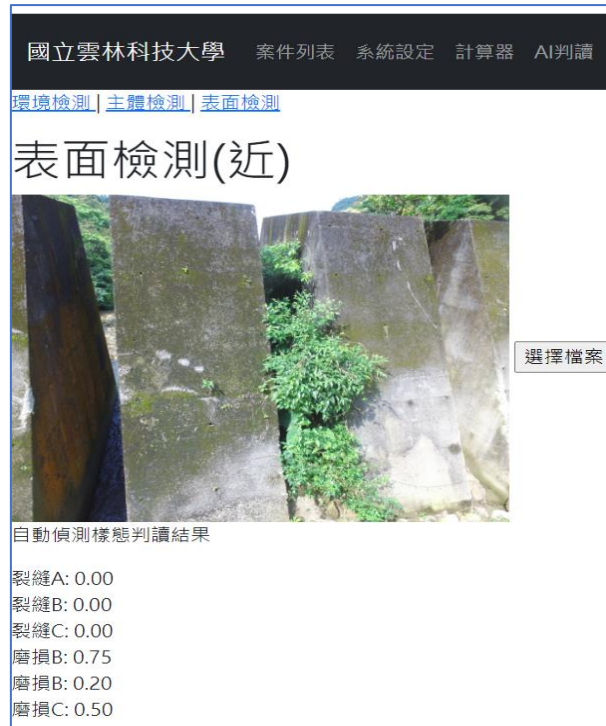 國立雲林科技大學 案件列表 系統設定 計算器 AI判讀
環境檢測 | 主體檢測 | 表面檢測
表面檢測(近)
選擇檔案
自動偵測樣態判讀結果
裂縫A: 0.00
裂縫B: 0.00
裂縫C: 0.00
磨損B: 0.75
磨損B: 0.20
磨損C: 0.50